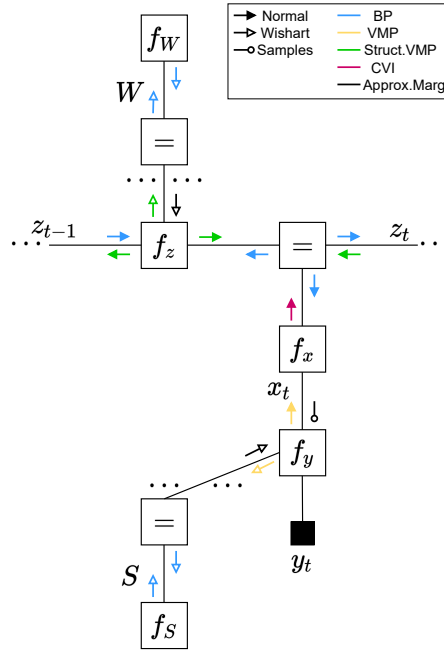 f_W
Normal
Wishart
Samples
BP
VMP
Struct.VMP
CVI
Approx.Marg
W
=
... ...
z_{t-1}
z_t
... f_z = ..
f_x
x_t
f_y
... ...
=
y_t
S
f_S